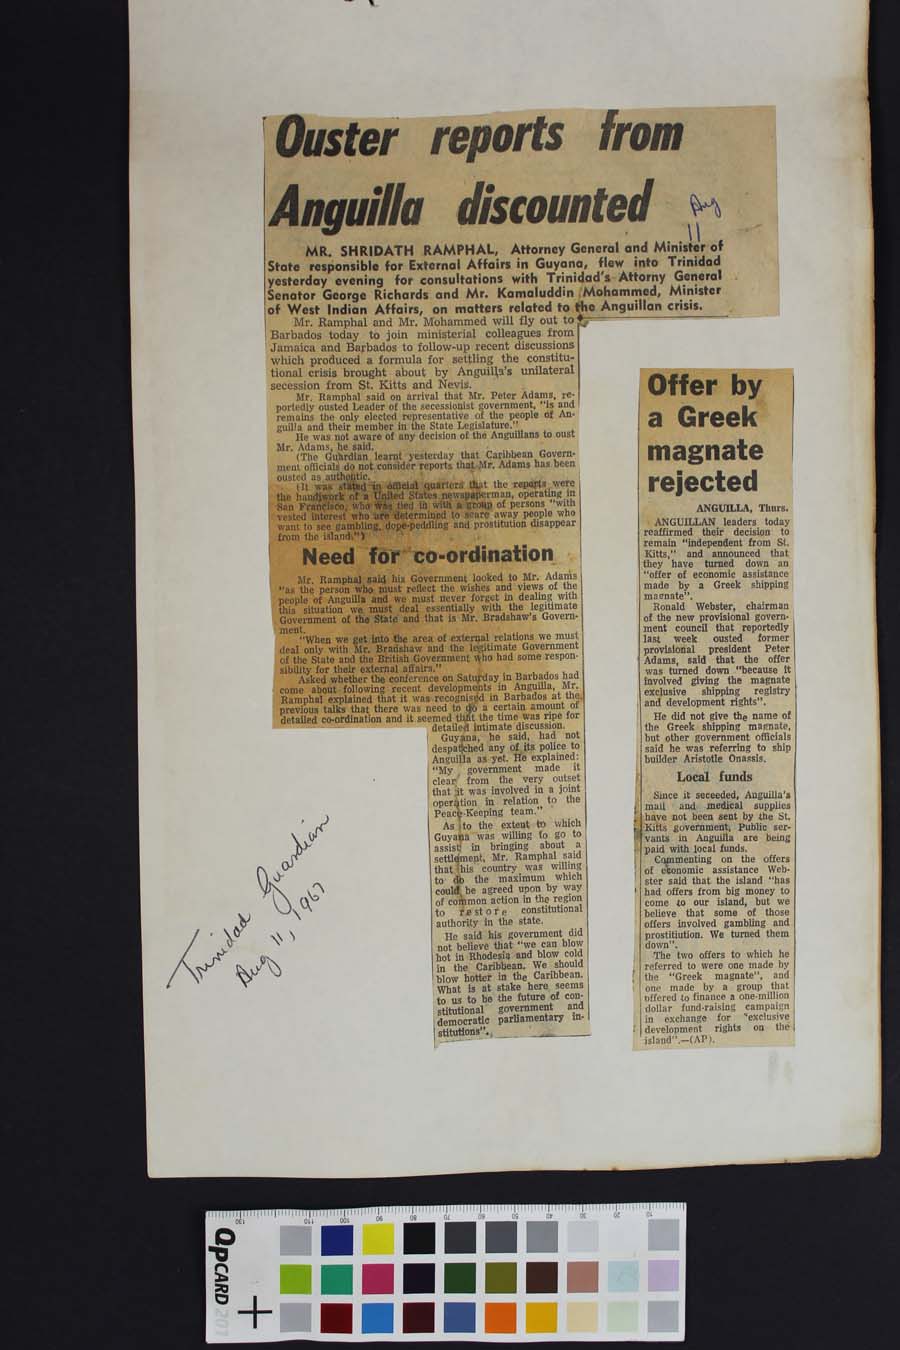 Ouster reports from
Anguilla discounted
Aug
11
MR. SHRIDATH RAMPHAL, Attorney General and Minister of
State responsible for External Affairs in Guyana, flew into Trinidad
yesterday evening for consultations with Trinidad's Attorny General
Senator George Richards and Mr. Kamaluddin Mohammed, Minister
of West Indian Affairs, on matters related to the Anguillan crisis.
Mr. Ramphal and Mr. Mohammed will fly out to
Barbados today to join ministerial colleagues from
Jamaica and Barbados to follow-up recent discussions
which produced a formula for settling the constitu-
tional crisis brought about by Anguilla's unilateral
secession from St. Kitts and Nevis.
Mr. Ramphal said on arrival that Mr. Peter Adams, re-
portedly ousted Leader of the secessionist government, "is and
remains the only elected representative of the people of An-
guilla and their member in the State Legislature."
He was not aware of any decision of the Anguillans to oust
Mr. Adams, he said.
(The Guardian learnt yesterday that Caribbean Govern-
ment officials do not consider reports that Mr. Adams has been
ousted as authentic.
(It was stated in official quarters that the reports were
the handiwork of a United States newspaperman, operating in
San Francisco, who was tied in with a group of persons "with
vested interest who are determined to scare away people who
want to see gambling, dope-peddling and prostitution disappear
from the island.")
Need for co-ordination
Mr. Ramphal said his Government looked to Mr. Adams
"as the person who must reflect the wishes and views of the
people of Anguilla and we must never forget in dealing with
this situation we must deal essentially with the legitimate
Government of the State and that is Mr. Bradshaw's Govern-
ment.
"When we get into the area of external relations we must
deal only with Mr. Bradshaw and the legitimate Government
of the State and the British Government who had some respon-
sibility for their external affairs."
Asked whether the conference on Saturday in Barbados had
come about following recent developments in Anguilla, Mr.
Ramphal explained that it was recognised in Barbados at the
previous talks that there was need to do a certain amount of
detailed co-ordination and it seemed that the time was ripe for
detailed intimate discussion.
Guyana, he said, had not
despatched any of its police to
Anguilla as yet. He explained:
"My government made it
clear from the very outset
that it was involved in a joint
operation in relation to the
Peace-Keeping team."
As to the extent to which
Guyana was willing to go to
assist in bringing about a
settlement, Mr. Ramphal said
that his country was willing
to do the maximum which
could be agreed upon by way
of common action in the region
to restore constitutional
authority in the state.
He said his government did
not believe that "we can blow
hot in Rhodesia and blow cold
in the Caribbean. We should
blow hotter in the Caribbean.
What is at stake here seems
to us to be the future of con-
stitutional government and
democratic parliamentary in-
stitutions".
Offer by
a Greek
magnate
rejected
ANGUILLA, Thurs.
ANGUILLAN leaders today
reaffirmed their decision to
remain "independent from St.
Kitts," and announced that
they have turned down an
"offer of economic assistance
made by a Greek shipping
magnate".
Ronald Webster, chairman
of the new provisional govern-
ment council that reportedly
last week ousted former
provisional president Peter
Adams, said that the offer
was turned down "because it
involved giving the magnate
exclusive shipping registry
and development rights".
He did not give the name of
the Greek shipping magnate,
but other government officials
said he was referring to ship
builder Aristotle Onassis.
Local funds
Since it seceeded, Anguilla's
mail and medical supplies
have not been sent by the St.
Kitts government, Public ser-
vants in Anguilla are being
paid with local funds.
Commenting on the offers
of economic assistance Web-
ster said that the island "has
had offers from big money to
come to our island, but we
believe that some of those
offers involved gambling and
prostitution. We turned them
down".
The two offers to which he
referred to were one made by
the "Greek magnate", and
one made by a group that
offered to finance a one-million
dollar fund-raising campaign
in exchange for "exclusive
development rights on the
island".—(AP).
Trinidad Guardian
Aug 11, 1967
130 110 100 90 80 70 60 50 40 30 20 10
QPCARD 201